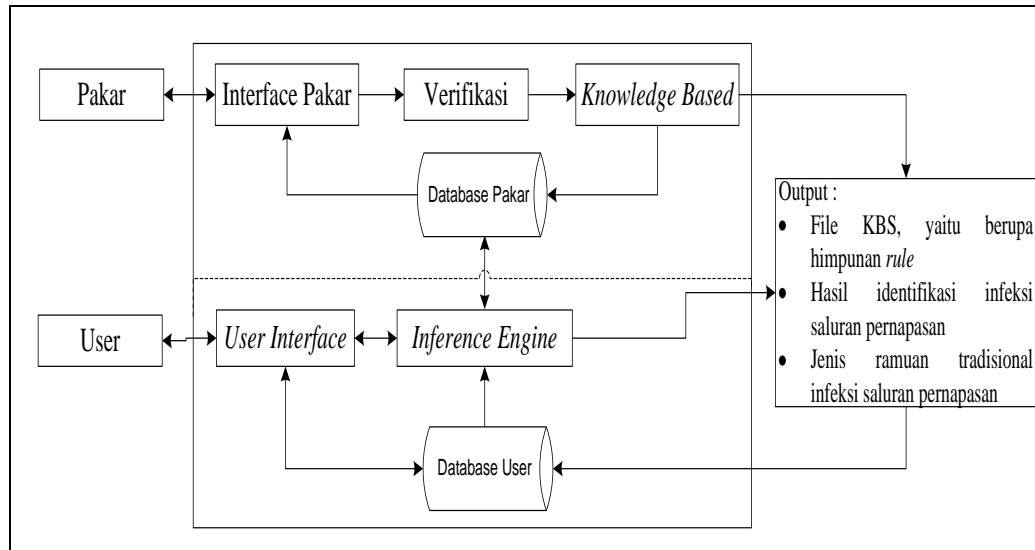 Pakar
Interface Pakar
Verifikasi
Knowledge Based
Database Pakar
Output :
● File KBS, yaitu berupa
himpunan rule
● Hasil identifikasi infeksi
saluran pernapasan
● Jenis ramuan tradisional
infeksi saluran pernapasan
User
User Interface
Inference Engine
Database User